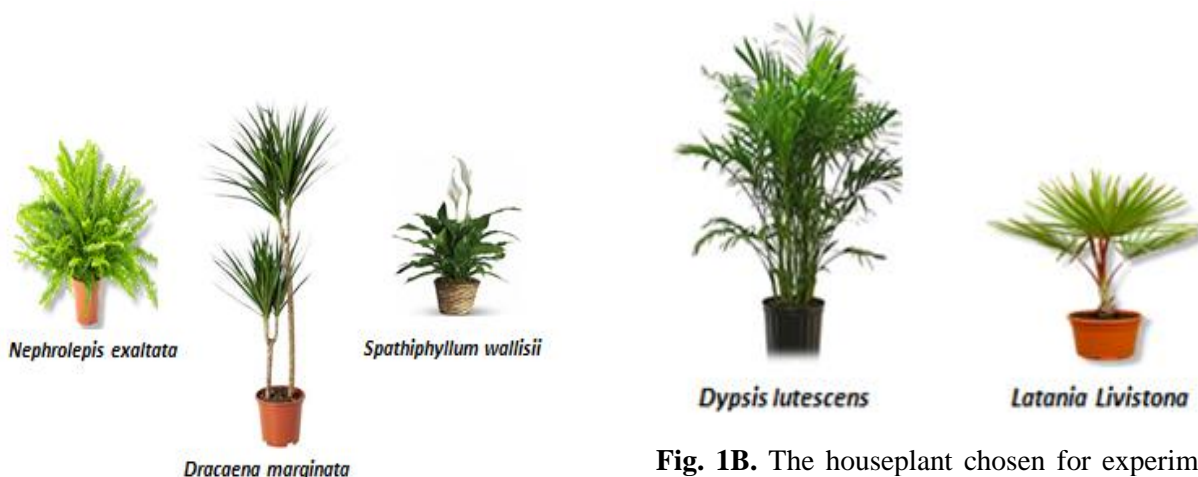 Nephrolepis exaltata
Spathiphyllum wallisii
Dracaena marginata
Dypsis lutescens
Latania Livistona
Fig. 1B. The houseplant chosen for experim